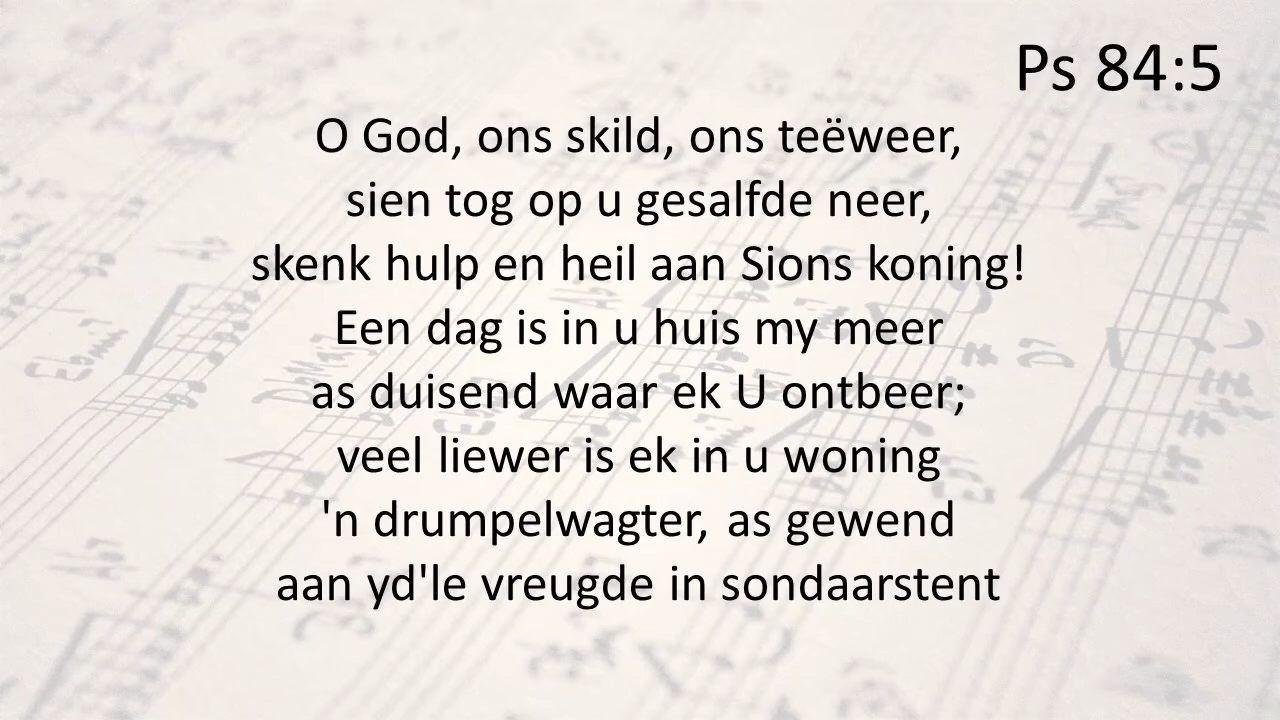 Ps 84:5
O God, ons skild, ons teëweer,
sien tog op u gesalfde neer,
skenk hulp en heil aan Sions koning!
Een dag is in u huis my meer
as duisend waar ek U ontbeer;
veel liewer is ek in u woning
'n drumpelwagter, as gewend
aan yd'le vreugde in sondaarstent